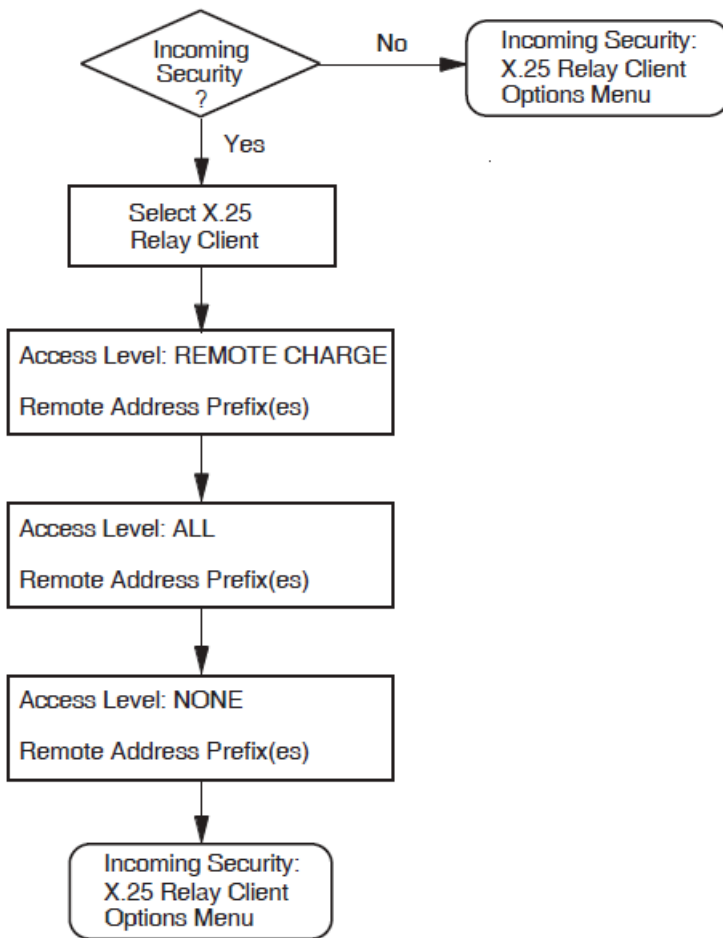 Incoming
Security
?
No
Incoming Security:
X.25 Relay Client
Options Menu
Yes
Select X.25
Relay Client
Access Level: REMOTE CHARGE
Remote Address Prefix(es)
Access Level: ALL
Remote Address Prefix(es)
Access Level: NONE
Remote Address Prefix(es)
Incoming Security:
X.25 Relay Client
Options Menu